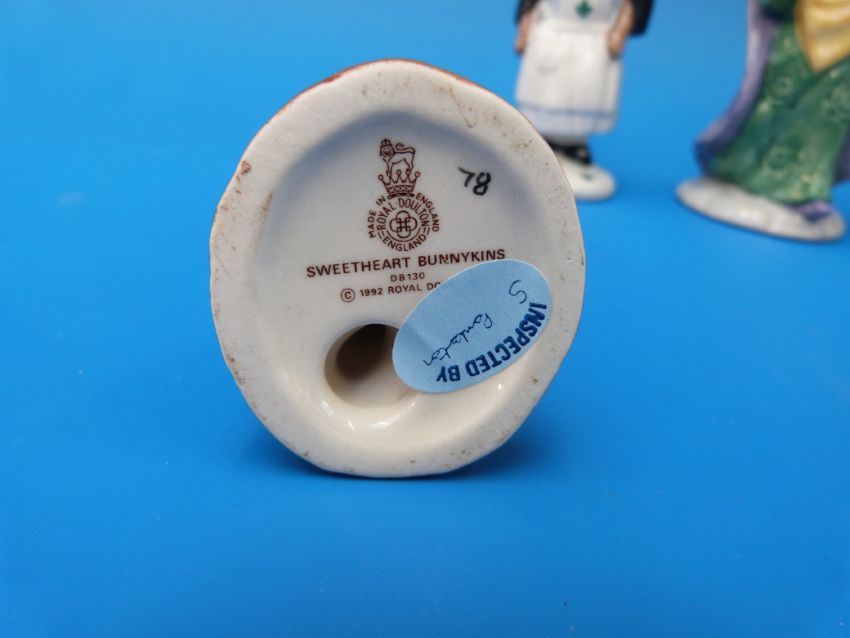 78
MADE IN ENGLAND
ROYAL·DOULTON
ENGLAND
SWEETHEART BUNNYKINS
DB130
© 1992 ROYAL DO
INSPECTED BY
S